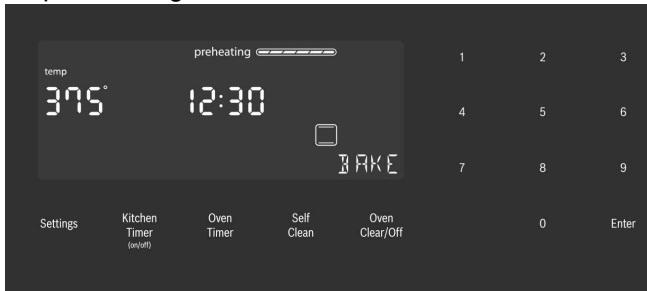 preheating
temp
375°
12:30
BAKE
1 2 3
4 5 6
7 8 9
0 Enter
Settings
Kitchen
Timer
(on/off)
Oven
Timer
Self
Clean
Oven
Clear/Off